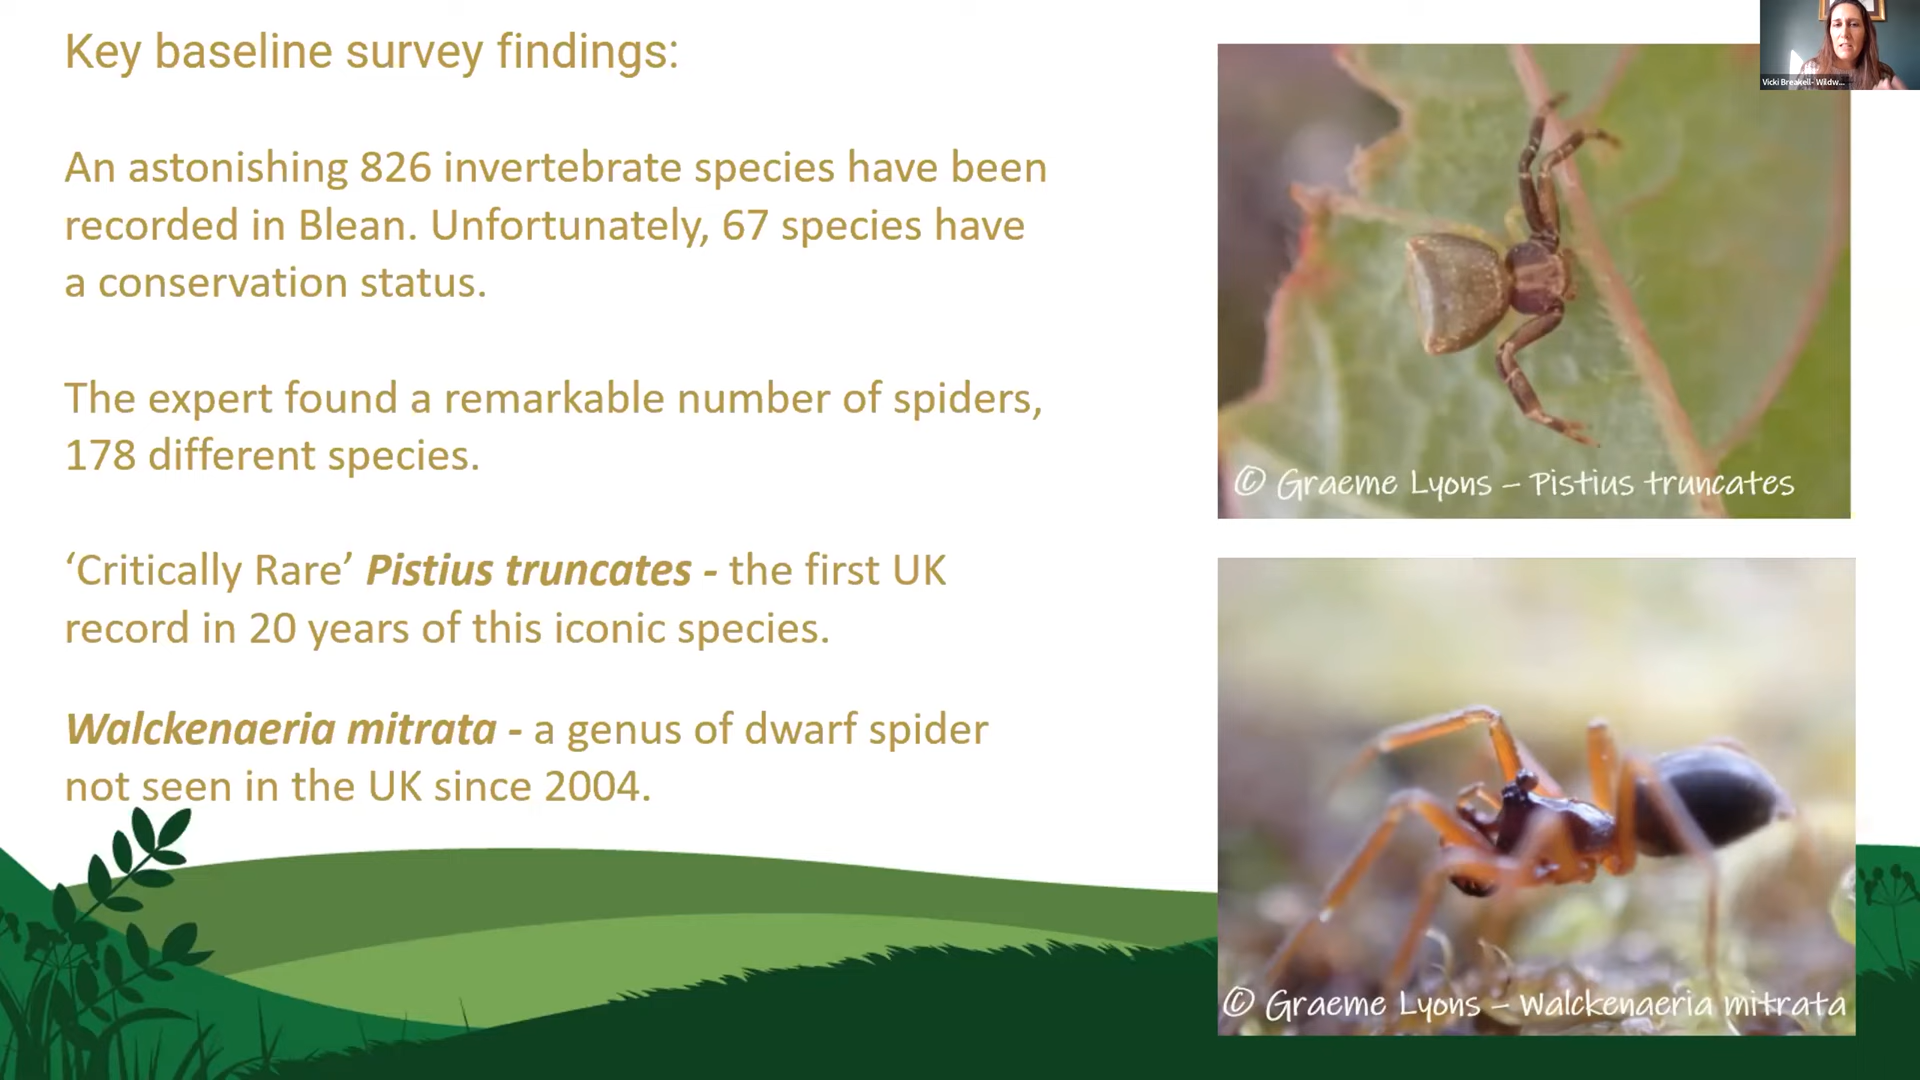 Key baseline survey findings:
An astonishing 826 invertebrate species have been
recorded in Blean. Unfortunately, 67 species have
a conservation status.
The expert found a remarkable number of spiders,
178 different species.
‘Critically Rare’ Pistius truncates - the first UK
record in 20 years of this iconic species.
Walckenaeria mitrata - a genus of dwarf spider
not seen in the UK since 2004.
Vicki Breakell- Wildw...
© Graeme Lyons – Pistius truncates
© Graeme Lyons – Walckenaeria mitrata